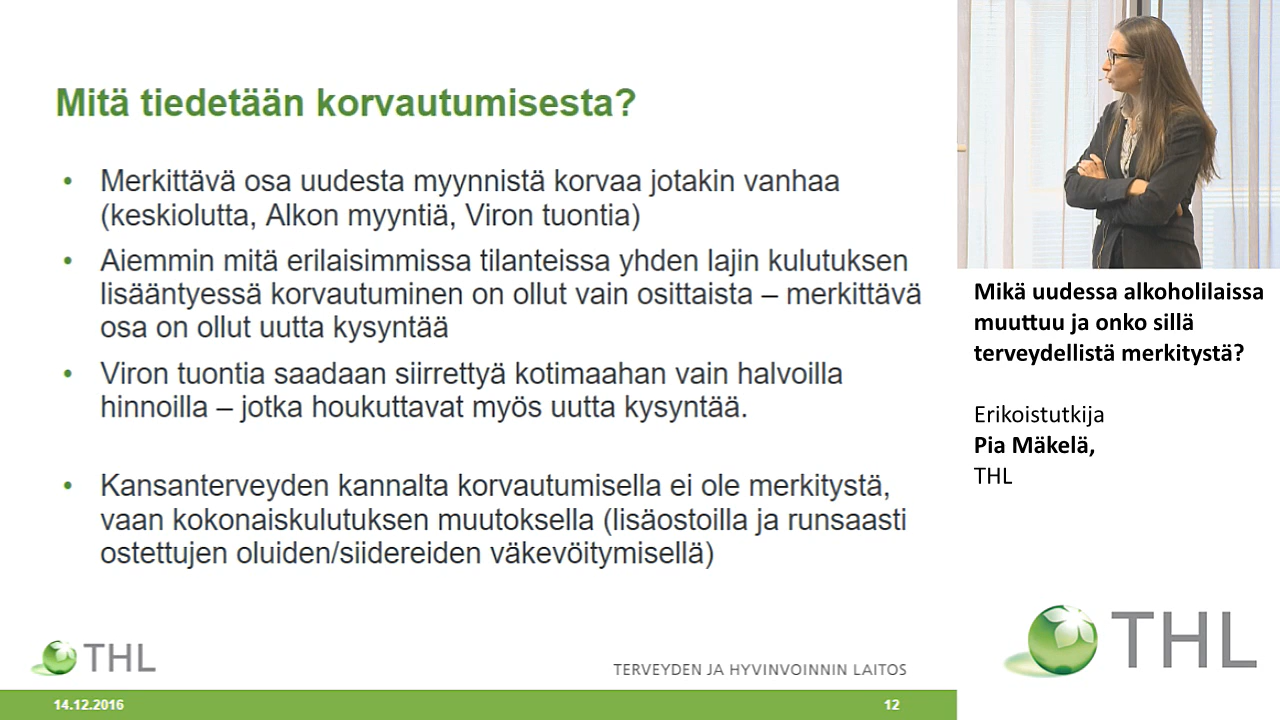 Mitä tiedetään korvautumisesta?
• Merkittävä osa uudesta myynnistä korvaa jotakin vanhaa
(keskiolutta, Alkon myyntiä, Viron tuontia)
• Aiemmin mitä erilaisimmissa tilanteissa yhden lajin kulutuksen
lisääntyessä korvautuminen on ollut vain osittaista – merkittävä
osa on ollut uutta kysyntää
• Viron tuontia saadaan siirrettyä kotimaahan vain halvoilla
hinnoilla – jotka houkuttavat myös uutta kysyntää.
• Kansanterveyden kannalta korvautumisella ei ole merkitystä,
vaan kokonaiskulutuksen muutoksella (lisäostoilla ja runsaasti
ostettujen oluiden/siidereiden väkevöitymisellä)
THL
TERVEYDEN JA HYVINVOINNIN LAITOS
14.12.2016
12
Mikä uudessa alkoholilaissa
muuttuu ja onko sillä
terveydellistä merkitystä?
Erikoistutkija
Pia Mäkelä,
THL
THL